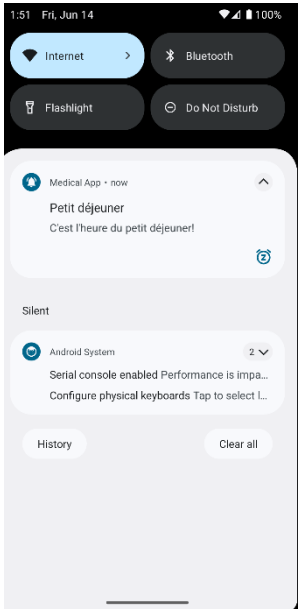 1:51 Fri, Jun 14 100%
Internet
Bluetooth
Flashlight
Do Not Disturb
Medical App • now
Petit déjeuner
C'est l'heure du petit déjeuner!
Silent
Android System 2
Serial console enabled Performance is impa...
Configure physical keyboards Tap to select l...
History
Clear all